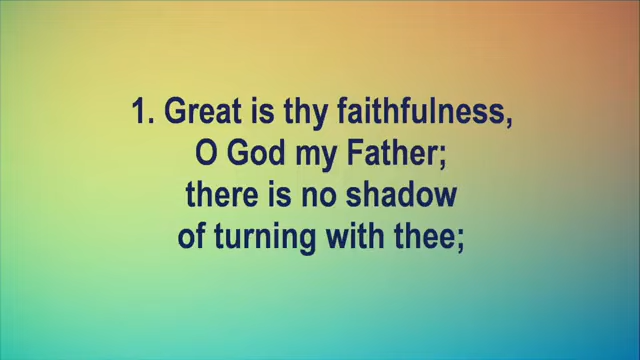 1. Great is thy faithfulness,
O God my Father;
there is no shadow
of turning with thee;